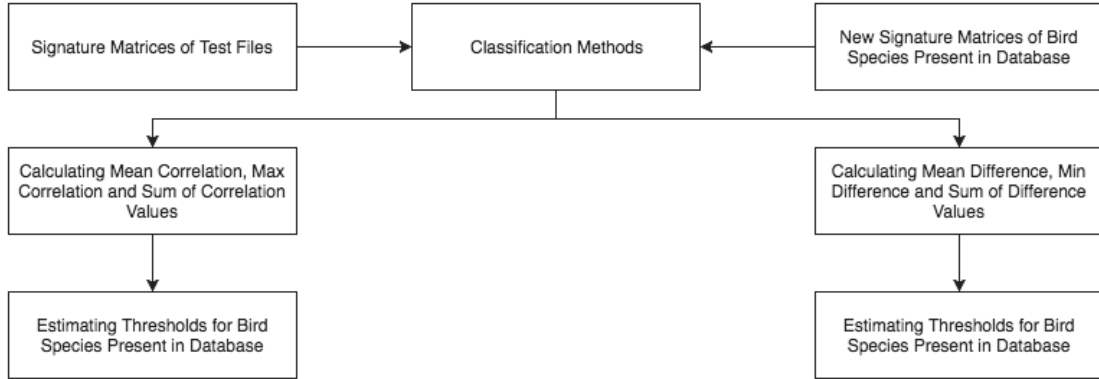 Signature Matrices of Test Files
Classification Methods
New Signature Matrices of Bird
Species Present in Database
Calculating Mean Correlation, Max
Correlation and Sum of Correlation
Values
Calculating Mean Difference, Min
Difference and Sum of Difference
Values
Estimating Thresholds for Bird
Species Present in Database
Estimating Thresholds for Bird
Species Present in Database